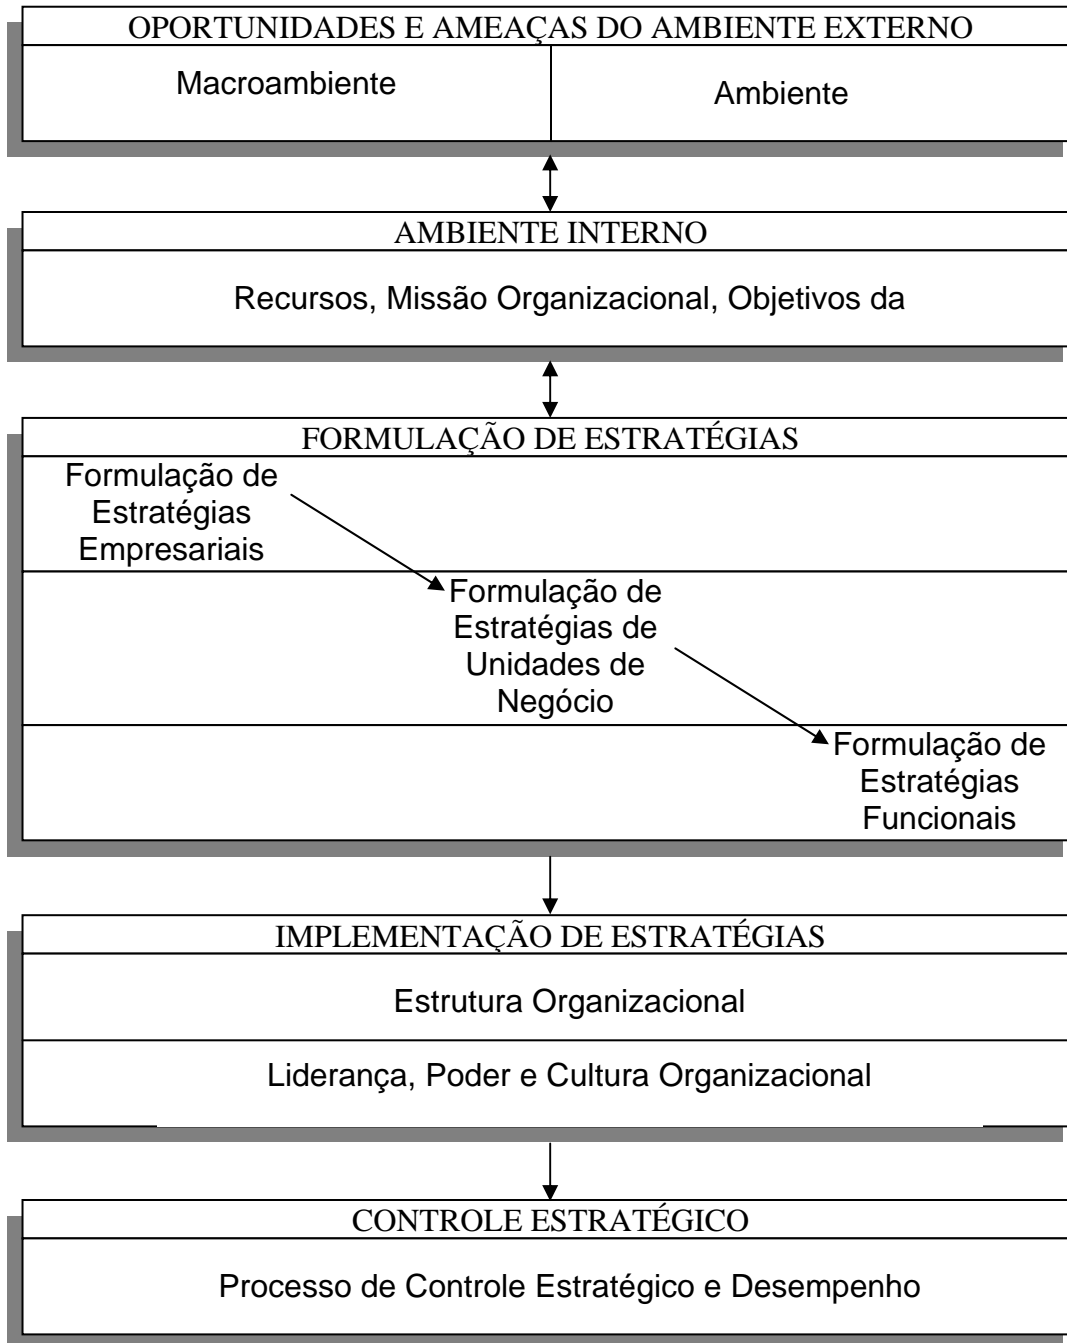 OPORTUNIDADES E AMEAÇAS DO AMBIENTE EXTERNO
Macroambiente
Ambiente
AMBIENTE INTERNO
Recursos, Missão Organizacional, Objetivos da
FORMULAÇÃO DE ESTRATÉGIAS
Formulação de
Estratégias
Empresariais
Formulação de
Estratégias de
Unidades de
Negócio
Formulação de
Estratégias
Funcionais
IMPLEMENTAÇÃO DE ESTRATÉGIAS
Estrutura Organizacional
Liderança, Poder e Cultura Organizacional
CONTROLE ESTRATÉGICO
Processo de Controle Estratégico e Desempenho